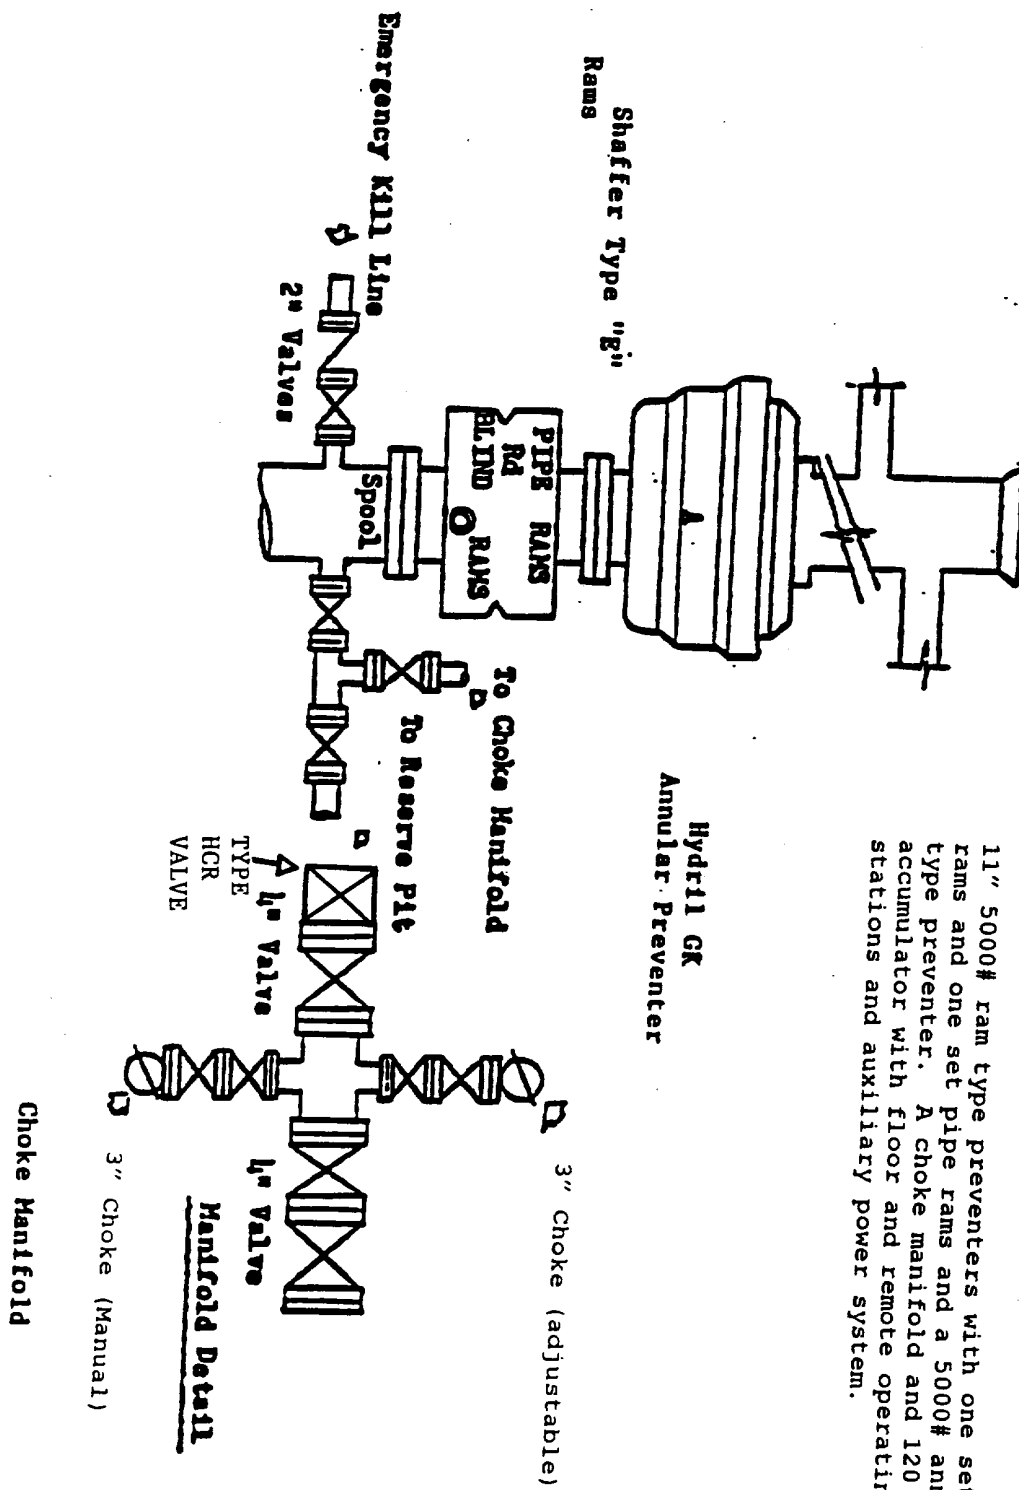 11" 5000# ram type preventers with one set
rams and one set pipe rams and a 5000#
type preventer. A choke manifold and 120
accumulator with floor and remote
stations and auxiliary power system.
Shaffer Type "E"
Rams
Hydril GK
Annular Preventer
A
PIPE RAMS
Rd
BLIND RAMS
Spool
Emergency Kill Line
2" Valves
To Choke Manifold
To Reserve Pit
TYPE
HCR
VALVE
4" Valve
4" Valve
3" Choke (adjustable)
3" Choke (Manual)
Manifold Detail
Choke Manifold